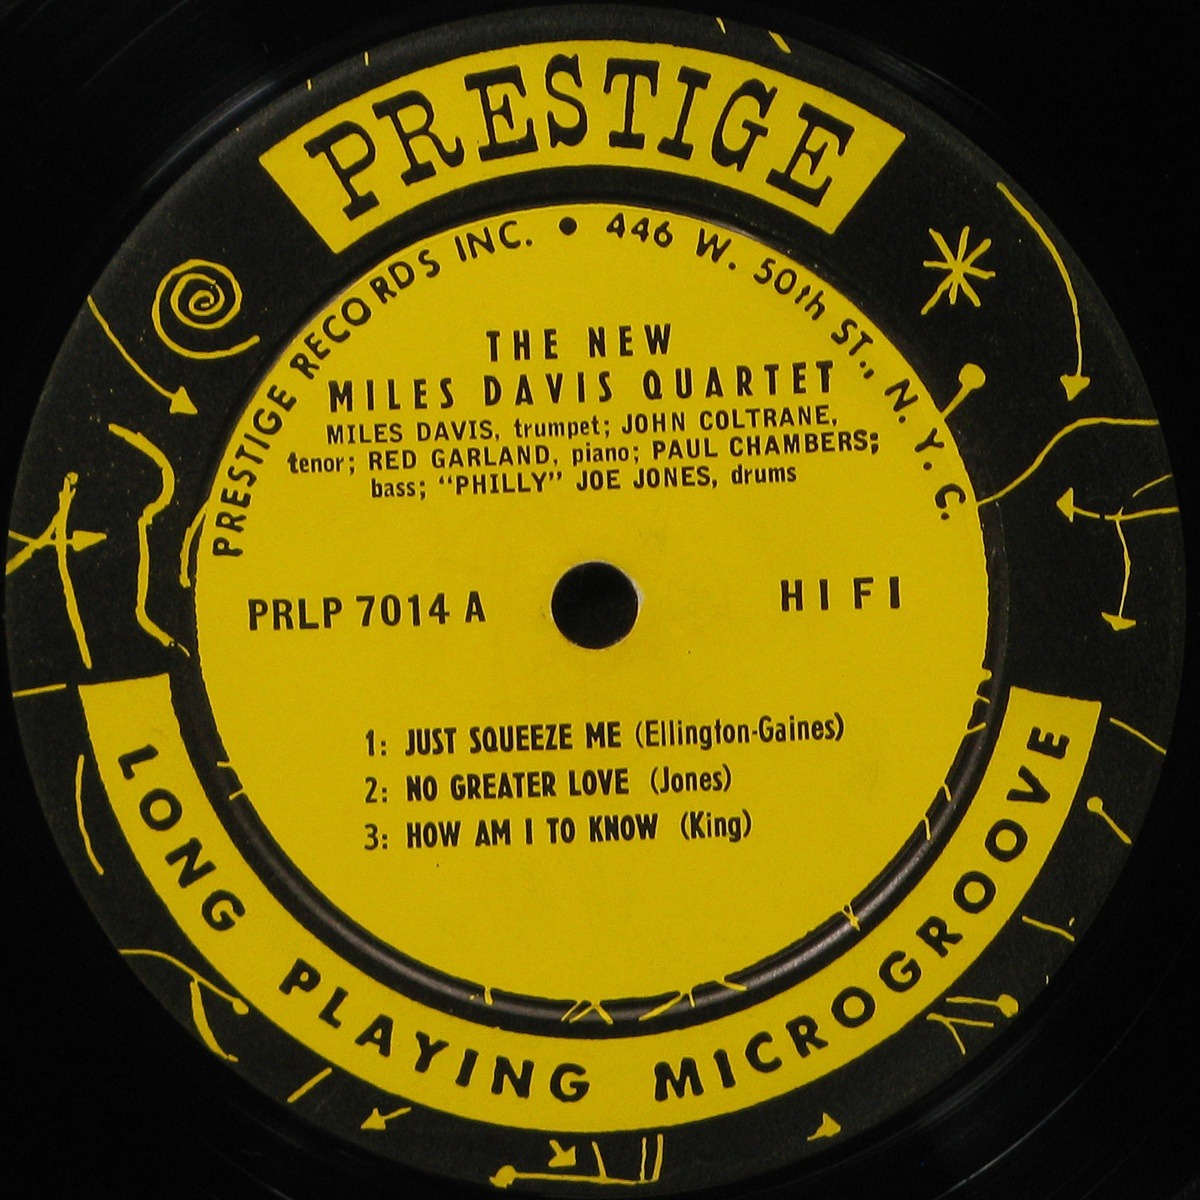 PRESTIGE
PRESTIGE RECORDS INC. • 446 W. 50th ST., N. Y. C.
THE NEW
MILES DAVIS QUARTET
MILES DAVIS, trumpet; JOHN COLTRANE,
tenor; RED GARLAND, piano; PAUL CHAMBERS;
bass; "PHILLY" JOE JONES, drums
PRLP 7014 A
HI FI
1: JUST SQUEEZE ME (Ellington-Gaines)
2: NO GREATER LOVE (Jones)
3: HOW AM I TO KNOW (King)
LONG PLAYING MICROGROOVE